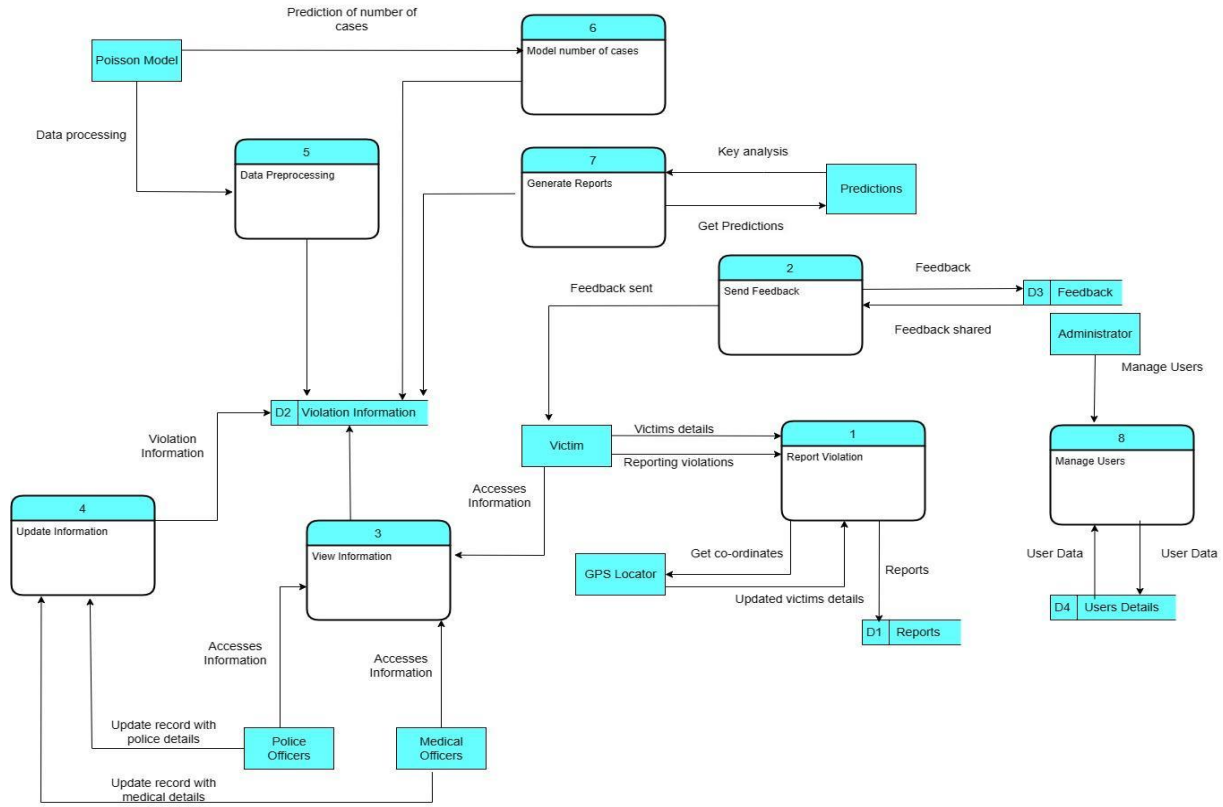 Prediction of number of
cases
6
Model number of cases
Poisson Model
Data processing
5
Data Preprocessing
7
Generate Reports
Key analysis
Predictions
Get Predictions
2
Send Feedback
Feedback
Feedback sent
D3 Feedback
Feedback shared
Administrator
Manage Users
D2 Violation Information
Violation
Information
Victim
Victims details
Reporting violations
1
Report Violation
8
Manage Users
Accesses
Information
4
Update Information
3
View Information
Get co-ordinates
GPS Locator
Updated victims details
Reports
User Data
User Data
D4 Users Details
D1 Reports
Accesses
Information
Accesses
Information
Update record with
police details
Police
Officers
Medical
Officers
Update record with
medical details